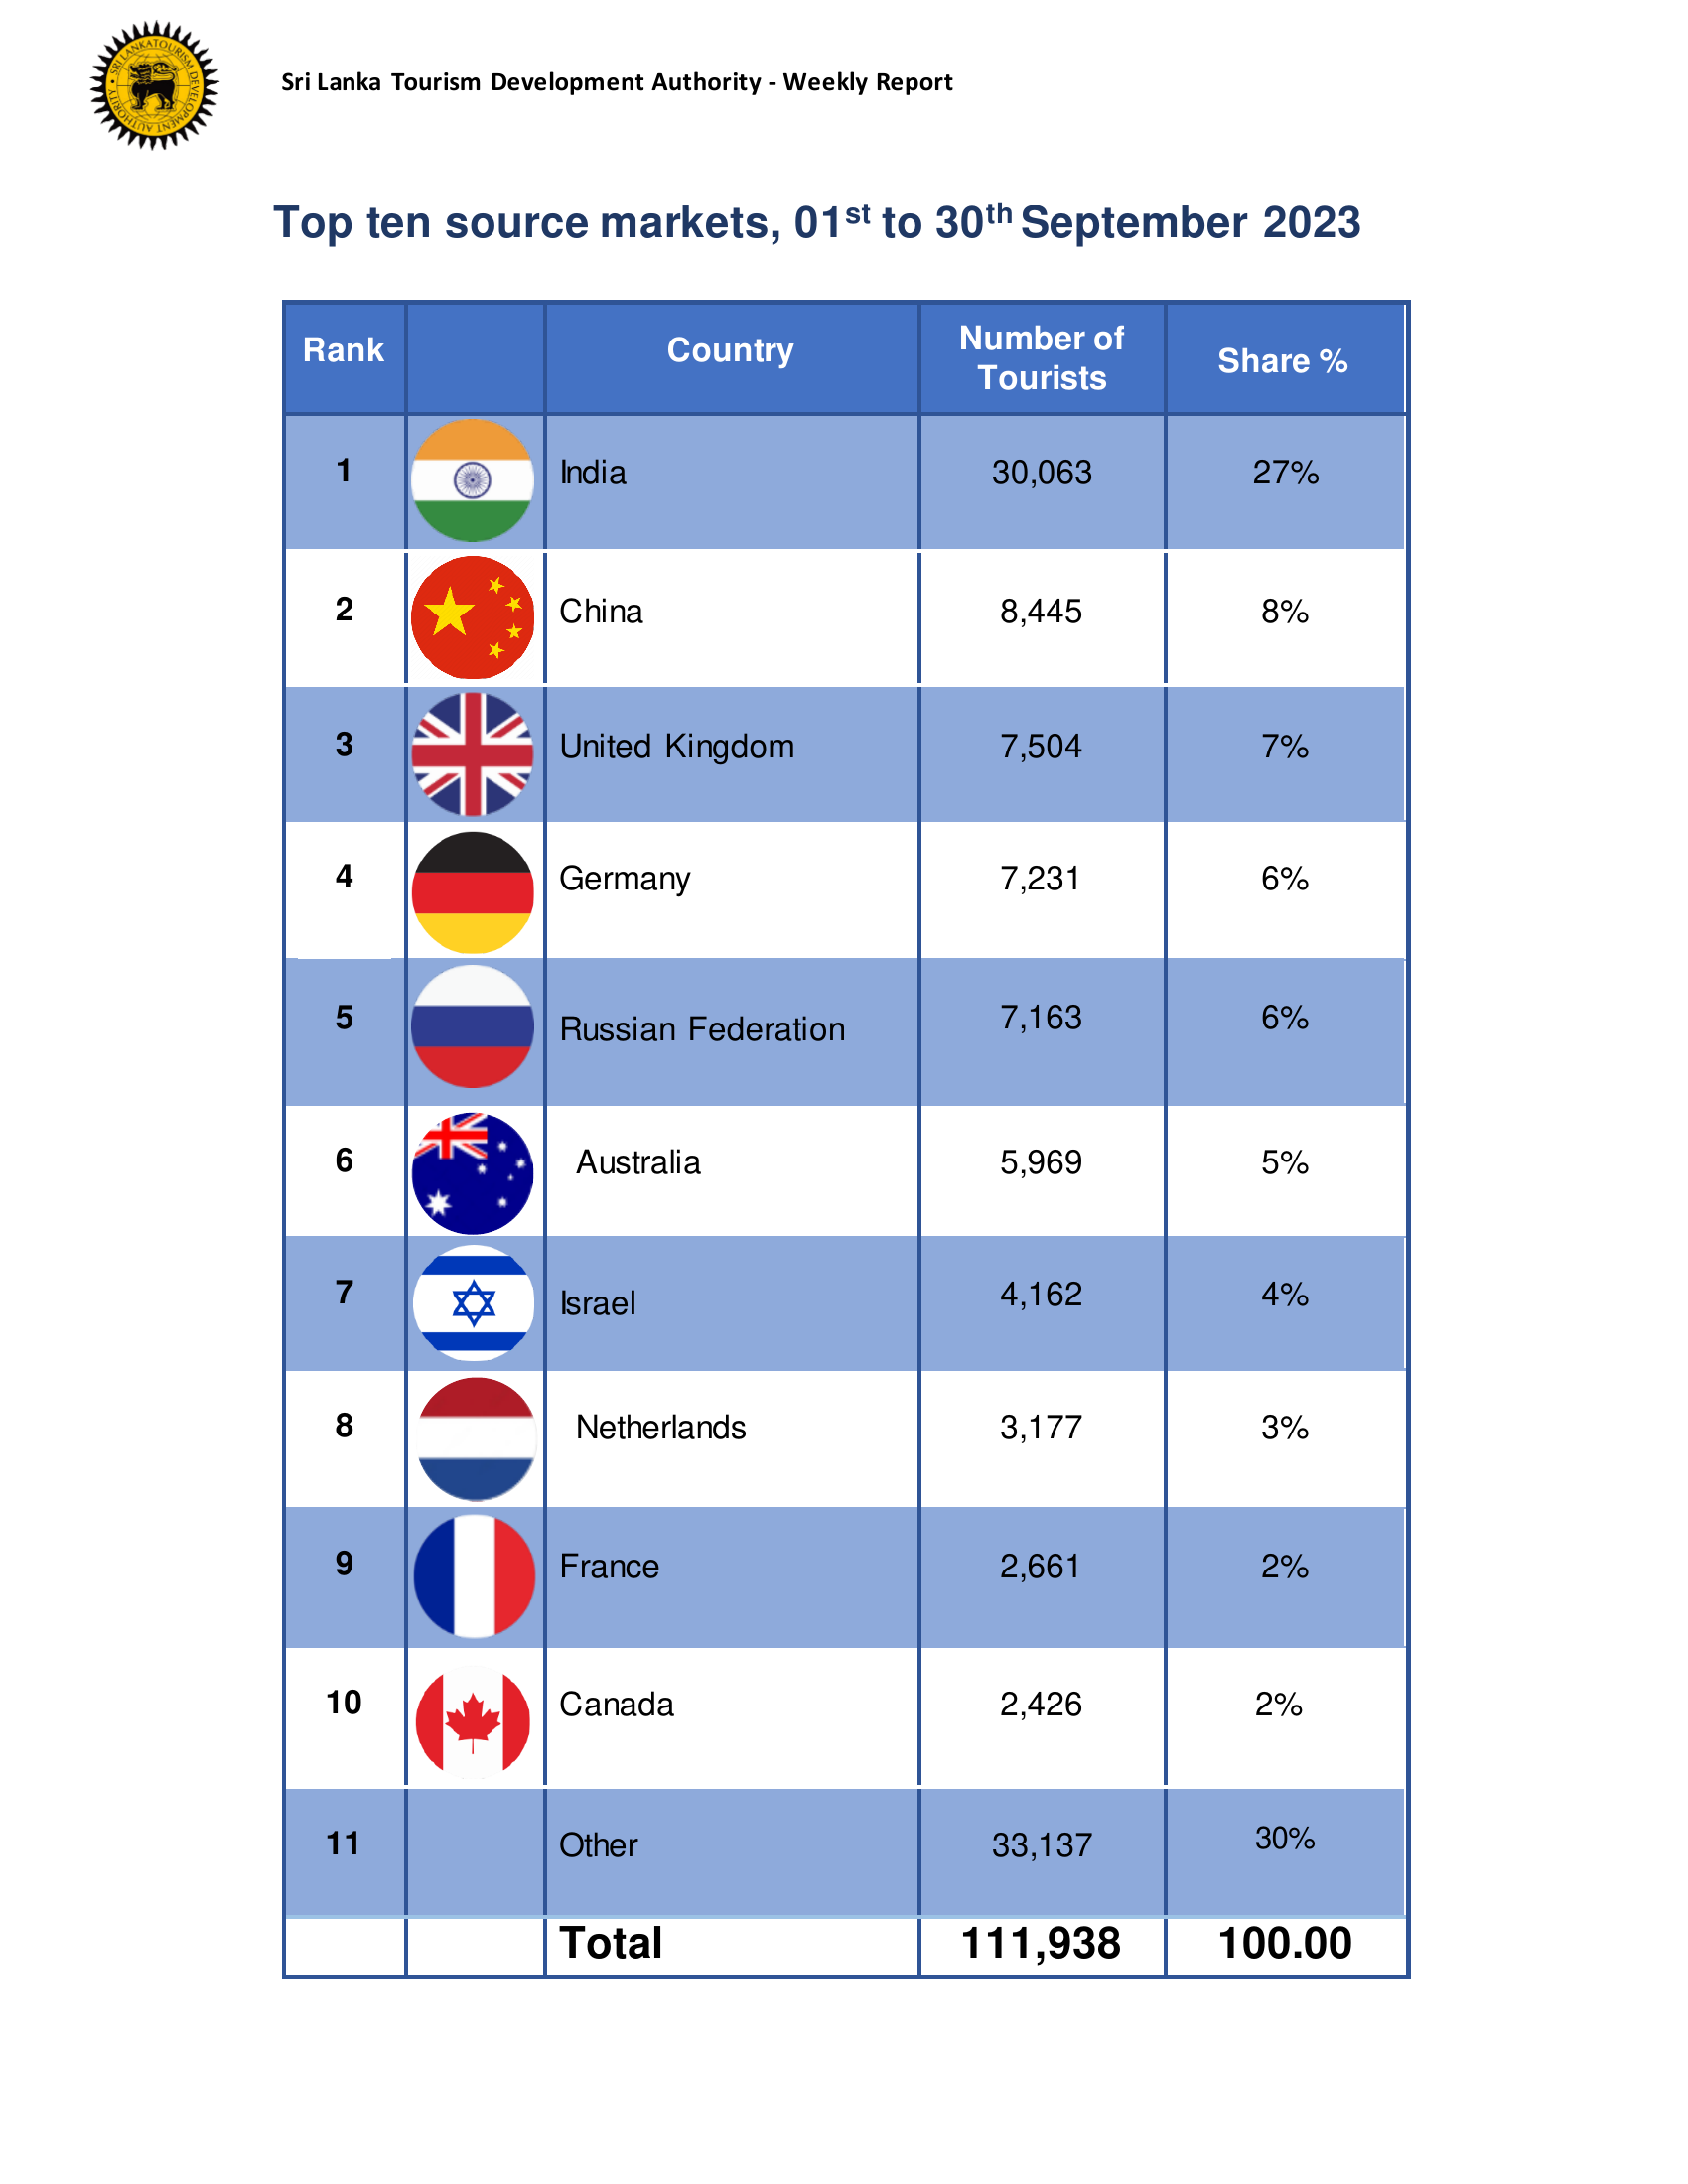 SRI LANKA TOURISM DEVELOPMENT AUTHORITY
Sri Lanka Tourism Development Authority - Weekly Report
Top ten source markets, 01st to 30th September 2023
Rank Country Number of Tourists Share %
1 India 30,063 27%
2 China 8,445 8%
3 United Kingdom 7,504 7%
4 Germany 7,231 6%
5 Russian Federation 7,163 6%
6 Australia 5,969 5%
7 Israel 4,162 4%
8 Netherlands 3,177 3%
9 France 2,661 2%
10 Canada 2,426 2%
11 Other 33,137 30%
Total 111,938 100.00